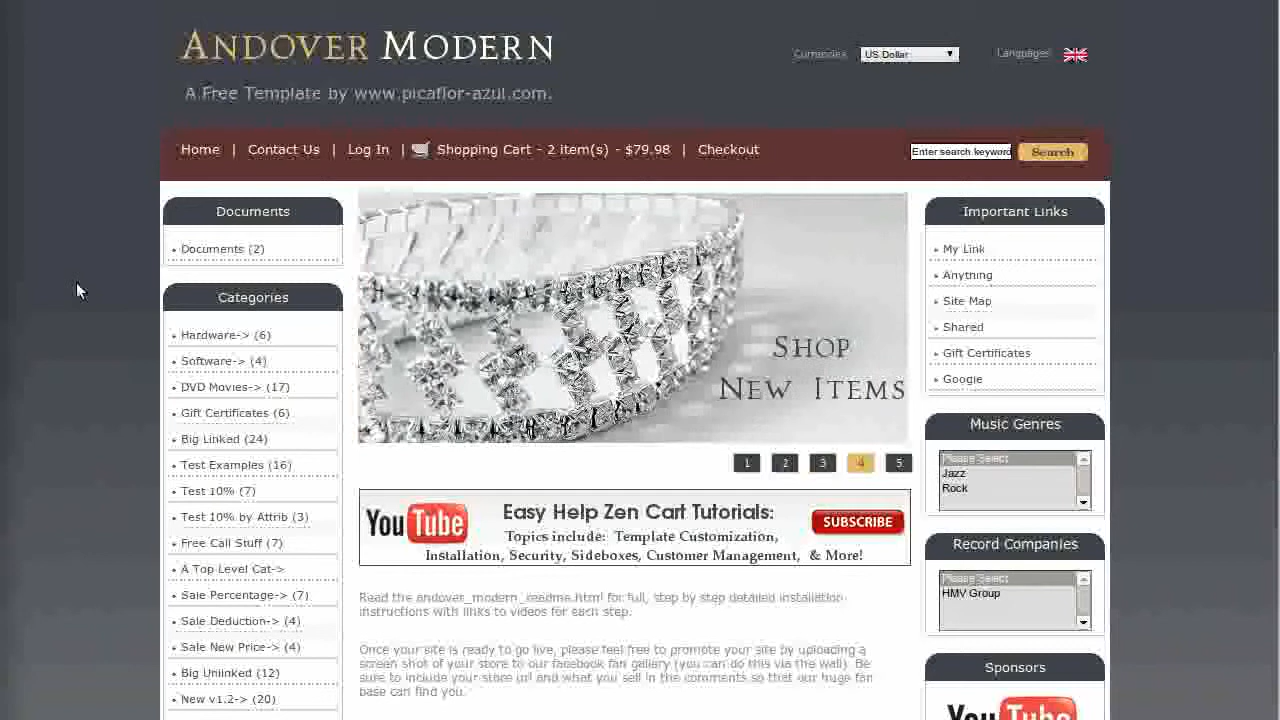 ANDOVER MODERN
A Free Template by www.picaflor-azul.com.
Currencies US Dollar Languages
Home | Contact Us | Log In | Shopping Cart - 2 item(s) - $79.98 | Checkout
Enter search keyword Search
Documents
Documents (2)
Categories
Hardware-> (6)
Software-> (4)
DVD Movies-> (17)
Gift Certificates (6)
Big Linked (24)
Test Examples (16)
Test 10% (7)
Test 10% by Attrib (3)
Free Call Stuff (7)
A Top Level Cat->
Sale Percentage-> (7)
Sale Deduction-> (4)
Sale New Price-> (4)
Big Unlinked (12)
New v1.2-> (20)
SHOP
NEW ITEMS
1 2 3 4 5
YouTube
Easy Help Zen Cart Tutorials:
Topics include: Template Customization,
Installation, Security, Sideboxes, Customer Management, & More!
SUBSCRIBE
Read the andover_modern_readme.html for full, step by step detailed installation
instructions with links to videos for each step.
Once your site is ready to go live, please feel free to promote your site by uploading a
screen shot of your store to our facebook fan gallery (you can do this via the wall). Be
sure to include your store url and what you sell in the comments so that our huge fan
base can find you.
Important Links
My Link
Anything
Site Map
Shared
Gift Certificates
Google
Music Genres
Please Select
Jazz
Rock
Record Companies
Please Select
HMV Group
Sponsors
YouTube